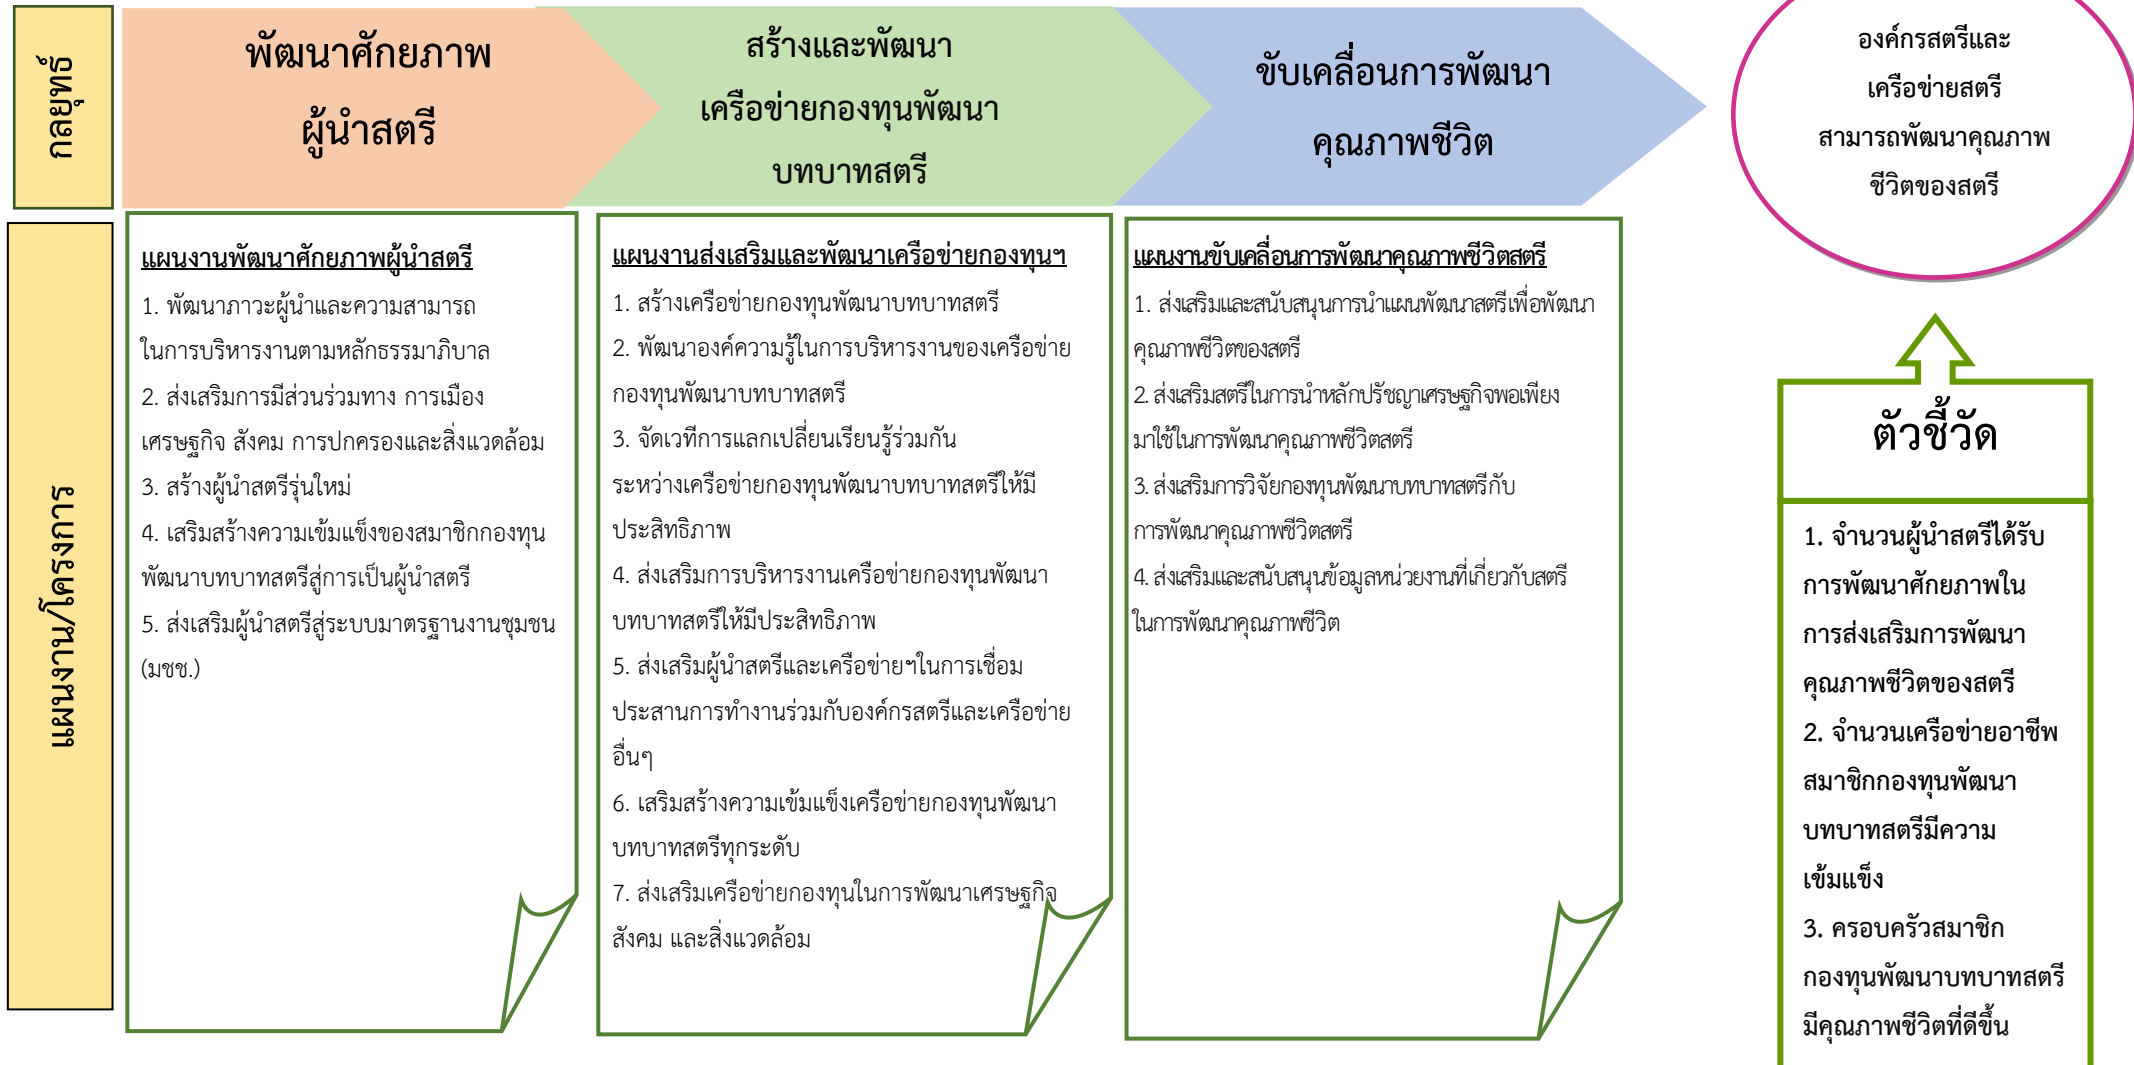 กลยุทธ์
พัฒนาศักยภาพ
ผู้นำสตรี
สร้างและพัฒนา
เครือข่ายกองทุนพัฒนา
บทบาทสตรี
ขับเคลื่อนการพัฒนา
คุณภาพชีวิต
องค์กรสตรีและ
เครือข่ายสตรี
สามารถพัฒนาคุณภาพ
ชีวิตของสตรี
แผนงาน/โครงการ
แผนงานพัฒนาศักยภาพผู้นำสตรี
1. พัฒนาภาวะผู้นำและความสามารถ
ในการบริหารงานตามหลักธรรมาภิบาล
2. ส่งเสริมการมีส่วนร่วมทาง การเมือง
เศรษฐกิจ สังคม การปกครองและสิ่งแวดล้อม
3. สร้างผู้นำสตรีรุ่นใหม่
4. เสริมสร้างความเข้มแข็งของสมาชิกกองทุน
พัฒนาบทบาทสตรีสู่การเป็นผู้นำสตรี
5. ส่งเสริมผู้นำสตรีสู่ระบบมาตรฐานงานชุมชน
(มชช.)
แผนงานส่งเสริมและพัฒนาเครือข่ายกองทุนฯ
1. สร้างเครือข่ายกองทุนพัฒนาบทบาทสตรี
2. พัฒนาองค์ความรู้ในการบริหารงานของเครือข่าย
กองทุนพัฒนาบทบาทสตรี
3. จัดเวทีการแลกเปลี่ยนเรียนรู้ร่วมกัน
ระหว่างเครือข่ายกองทุนพัฒนาบทบาทสตรีให้มี
ประสิทธิภาพ
4. ส่งเสริมการบริหารงานเครือข่ายกองทุนพัฒนา
บทบาทสตรีให้มีประสิทธิภาพ
5. ส่งเสริมผู้นำสตรีและเครือข่ายฯในการเชื่อม
ประสานการทำงานร่วมกับองค์กรสตรีและเครือข่าย
อื่นๆ
6. เสริมสร้างความเข้มแข็งเครือข่ายกองทุนพัฒนา
บทบาทสตรีทุกระดับ
7. ส่งเสริมเครือข่ายกองทุนในการพัฒนาเศรษฐกิจ
สังคม และสิ่งแวดล้อม
แผนงานขับเคลื่อนการพัฒนาคุณภาพชีวิตสตรี
1. ส่งเสริมและสนับสนุนการนำแผนพัฒนาสตรีเพื่อพัฒนา
คุณภาพชีวิตของสตรี
2. ส่งเสริมสตรีในการนำหลักปรัชญาเศรษฐกิจพอเพียง
มาใช้ในการพัฒนาคุณภาพชีวิตสตรี
3. ส่งเสริมการวิจัยกองทุนพัฒนาบทบาทสตรีกับ
การพัฒนาคุณภาพชีวิตสตรี
4. ส่งเสริมและสนับสนุนข้อมูลหน่วยงานที่เกี่ยวกับสตรี
ในการพัฒนาคุณภาพชีวิต
ตัวชี้วัด
1. จำนวนผู้นำสตรีได้รับ
การพัฒนาศักยภาพใน
การส่งเสริมการพัฒนา
คุณภาพชีวิตของสตรี
2. จำนวนเครือข่ายอาชีพ
สมาชิกกองทุนพัฒนา
บทบาทสตรีมีความ
เข้มแข็ง
3. ครอบครัวสมาชิก
กองทุนพัฒนาบทบาทสตรี
มีคุณภาพชีวิตที่ดีขึ้น